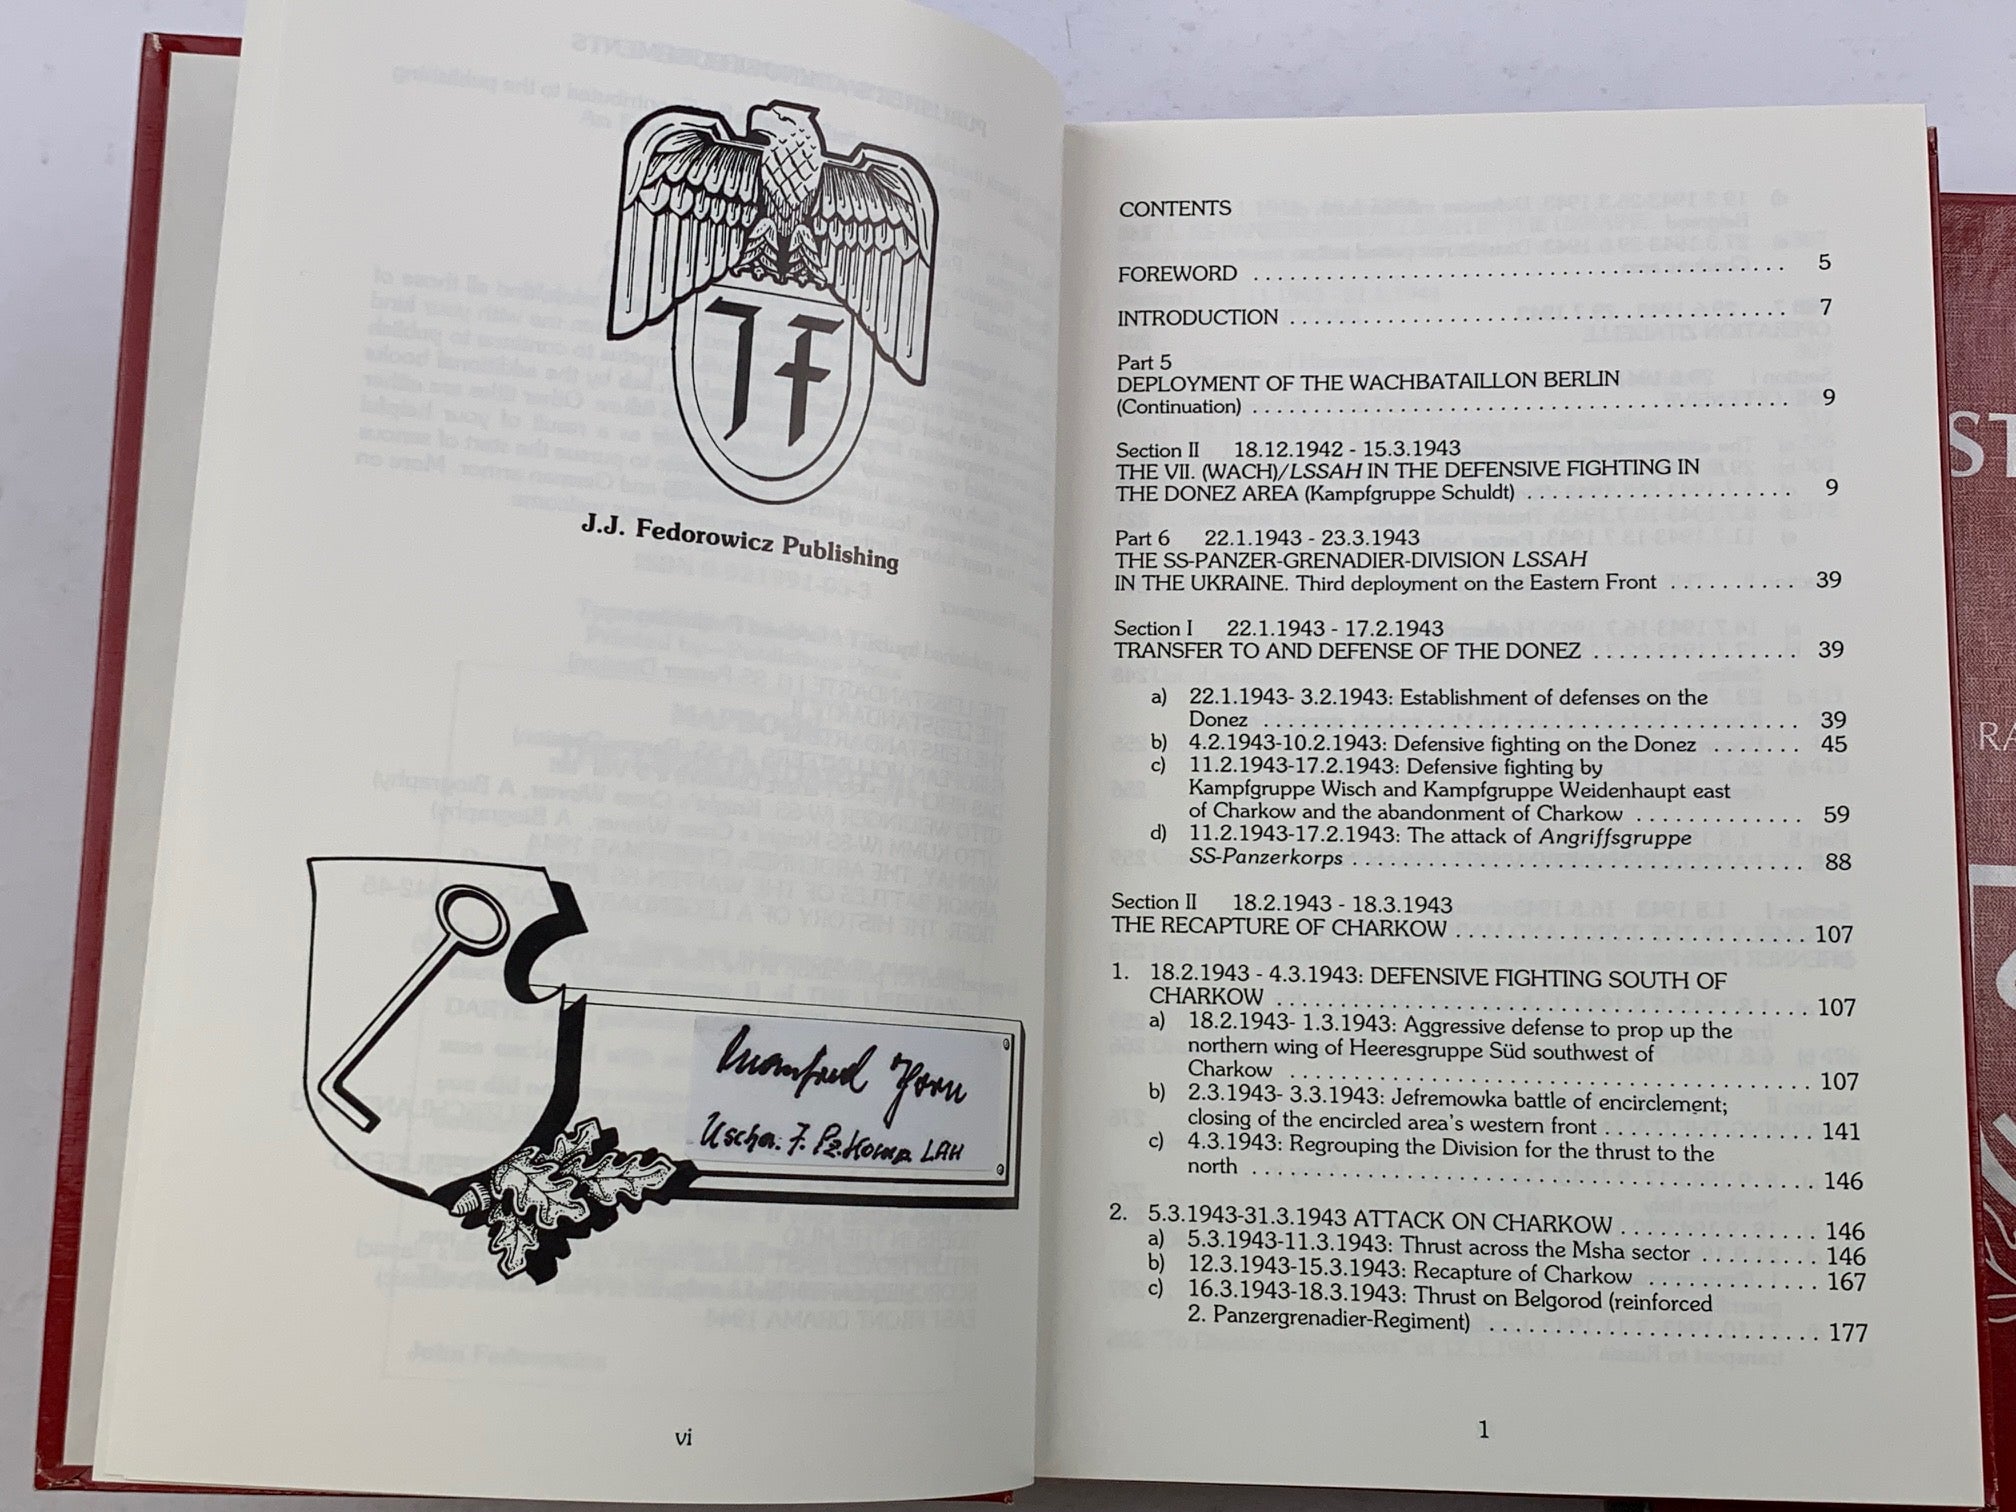 JF
J.J. Fedorowicz Publishing
Manfred Thorn
Uscha. 7. Pz. Komp. LAH
vi
CONTENTS
FOREWORD . . . . . . . . . . 5
INTRODUCTION . . . . . . . . . . 7
Part 5
DEPLOYMENT OF THE WACHBATAILLON BERLIN
(Continuation) . . . . . . . . . . 9
Section II 18.12.1942 - 15.3.1943
THE VII. (WACH)/LSSAH IN THE DEFENSIVE FIGHTING IN
THE DONEZ AREA (Kampfgruppe Schuldt) . . . . . . . . . . 9
Part 6 22.1.1943 - 23.3.1943
THE SS-PANZER-GRENADIER-DIVISION LSSAH
IN THE UKRAINE. Third deployment on the Eastern Front . . . . . . . . . . 39
Section I 22.1.1943 - 17.2.1943
TRANSFER TO AND DEFENSE OF THE DONEZ . . . . . . . . . . 39
a) 22.1.1943- 3.2.1943: Establishment of defenses on the
Donez . . . . . . . . . . 39
b) 4.2.1943-10.2.1943: Defensive fighting on the Donez . . . . . . . 45
c) 11.2.1943-17.2.1943: Defensive fighting by
Kampfgruppe Wisch and Kampfgruppe Weidenhaupt east
of Charkow and the abandonment of Charkow . . . . . . . . . . 59
d) 11.2.1943-17.2.1943: The attack of Angriffsgruppe
SS-Panzerkorps . . . . . . . . . . 88
Section II 18.2.1943 - 18.3.1943
THE RECAPTURE OF CHARKOW . . . . . . . . . . 107
1. 18.2.1943 - 4.3.1943: DEFENSIVE FIGHTING SOUTH OF
CHARKOW . . . . . . . . . . 107
a) 18.2.1943- 1.3.1943: Aggressive defense to prop up the
northern wing of Heeresgruppe Süd southwest of
Charkow . . . . . . . . . . 107
b) 2.3.1943- 3.3.1943: Jefremowka battle of encirclement;
closing of the encircled area's western front . . . . . . . . . . 141
c) 4.3.1943: Regrouping the Division for the thrust to the
north . . . . . . . . . . 146
2. 5.3.1943-31.3.1943 ATTACK ON CHARKOW . . . . . . . . . . 146
a) 5.3.1943-11.3.1943: Thrust across the Msha sector . . . . . . . . 146
b) 12.3.1943-15.3.1943: Recapture of Charkow . . . . . . . . . . 167
c) 16.3.1943-18.3.1943: Thrust on Belgorod (reinforced
2. Panzergrenadier-Regiment) . . . . . . . . . . 177
1
ST
RA